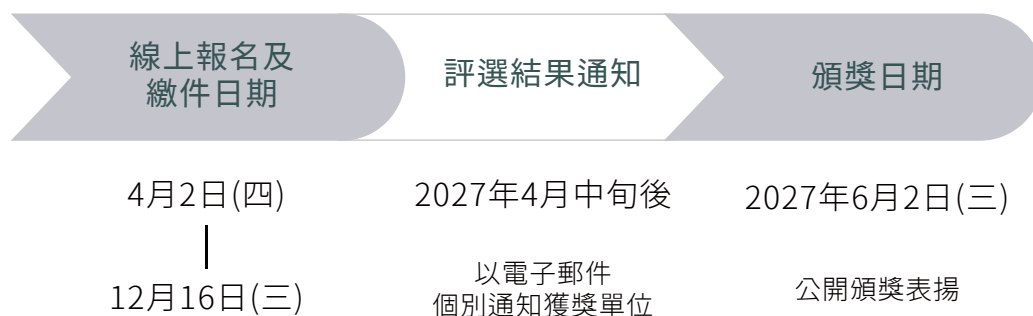 線上報名及
繳件日期
評選結果通知
頒獎日期
4月2日(四)
12月16日(三)
2027年4月中旬後
以電子郵件
個別通知獲獎單位
2027年6月2日(三)
公開頒獎表揚